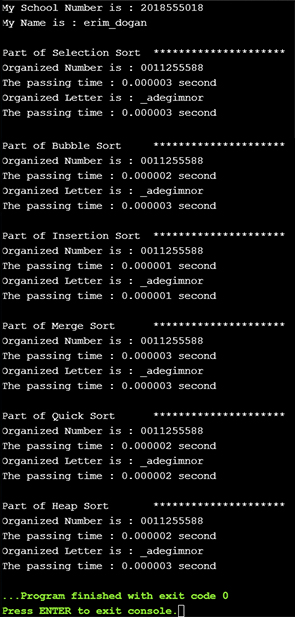 My School Number is : 2018555018
My Name is : erim_dogan
Part of Selection Sort *********************
Organized Number is : 0011255588
The passing time : 0.000003 second
Organized Letter is : _adegimnor
The passing time : 0.000003 second
Part of Bubble Sort *********************
Organized Number is : 0011255588
The passing time : 0.000002 second
Organized Letter is : _adegimnor
The passing time : 0.000003 second
Part of Insertion Sort *********************
Organized Number is : 0011255588
The passing time : 0.000001 second
Organized Letter is : _adegimnor
The passing time : 0.000001 second
Part of Merge Sort *********************
Organized Number is : 0011255588
The passing time : 0.000003 second
Organized Letter is : _adegimnor
The passing time : 0.000003 second
Part of Quick Sort *********************
Organized Number is : 0011255588
The passing time : 0.000002 second
Organized Letter is : _adegimnor
The passing time : 0.000002 second
Part of Heap Sort *********************
Organized Number is : 0011255588
The passing time : 0.000002 second
Organized Letter is : _adegimnor
The passing time : 0.000003 second
...Program finished with exit code 0
Press ENTER to exit console.